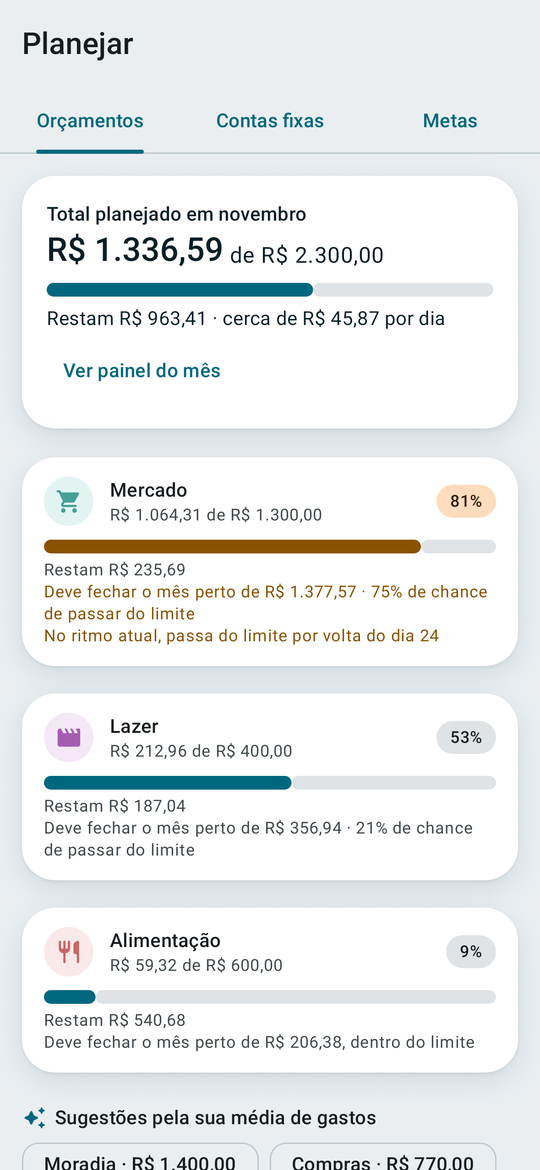 Planejar
Orçamentos Contas fixas Metas
Total planejado em novembro
R$ 1.336,59 de R$ 2.300,00
Restam R$ 963,41 · cerca de R$ 45,87 por dia
Ver painel do mês
Mercado
R$ 1.064,31 de R$ 1.300,00
81%
Restam R$ 235,69
Deve fechar o mês perto de R$ 1.377,57 · 75% de chance
de passar do limite
No ritmo atual, passa do limite por volta do dia 24
Lazer
R$ 212,96 de R$ 400,00
53%
Restam R$ 187,04
Deve fechar o mês perto de R$ 356,94 · 21% de chance
de passar do limite
Alimentação
R$ 59,32 de R$ 600,00
9%
Restam R$ 540,68
Deve fechar o mês perto de R$ 206,38, dentro do limite
Sugestões pela sua média de gastos
Moradia · R$ 1.400,00 Compras · R$ 770,00